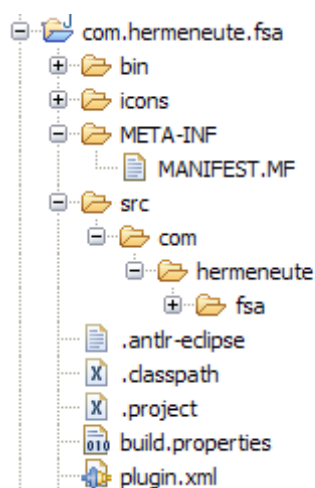 com.hermeneute.fsa
bin
icons
META-INF
MANIFEST.MF
src
com
hermeneute
fsa
.antlr-eclipse
.classpath
.project
build.properties
plugin.xml